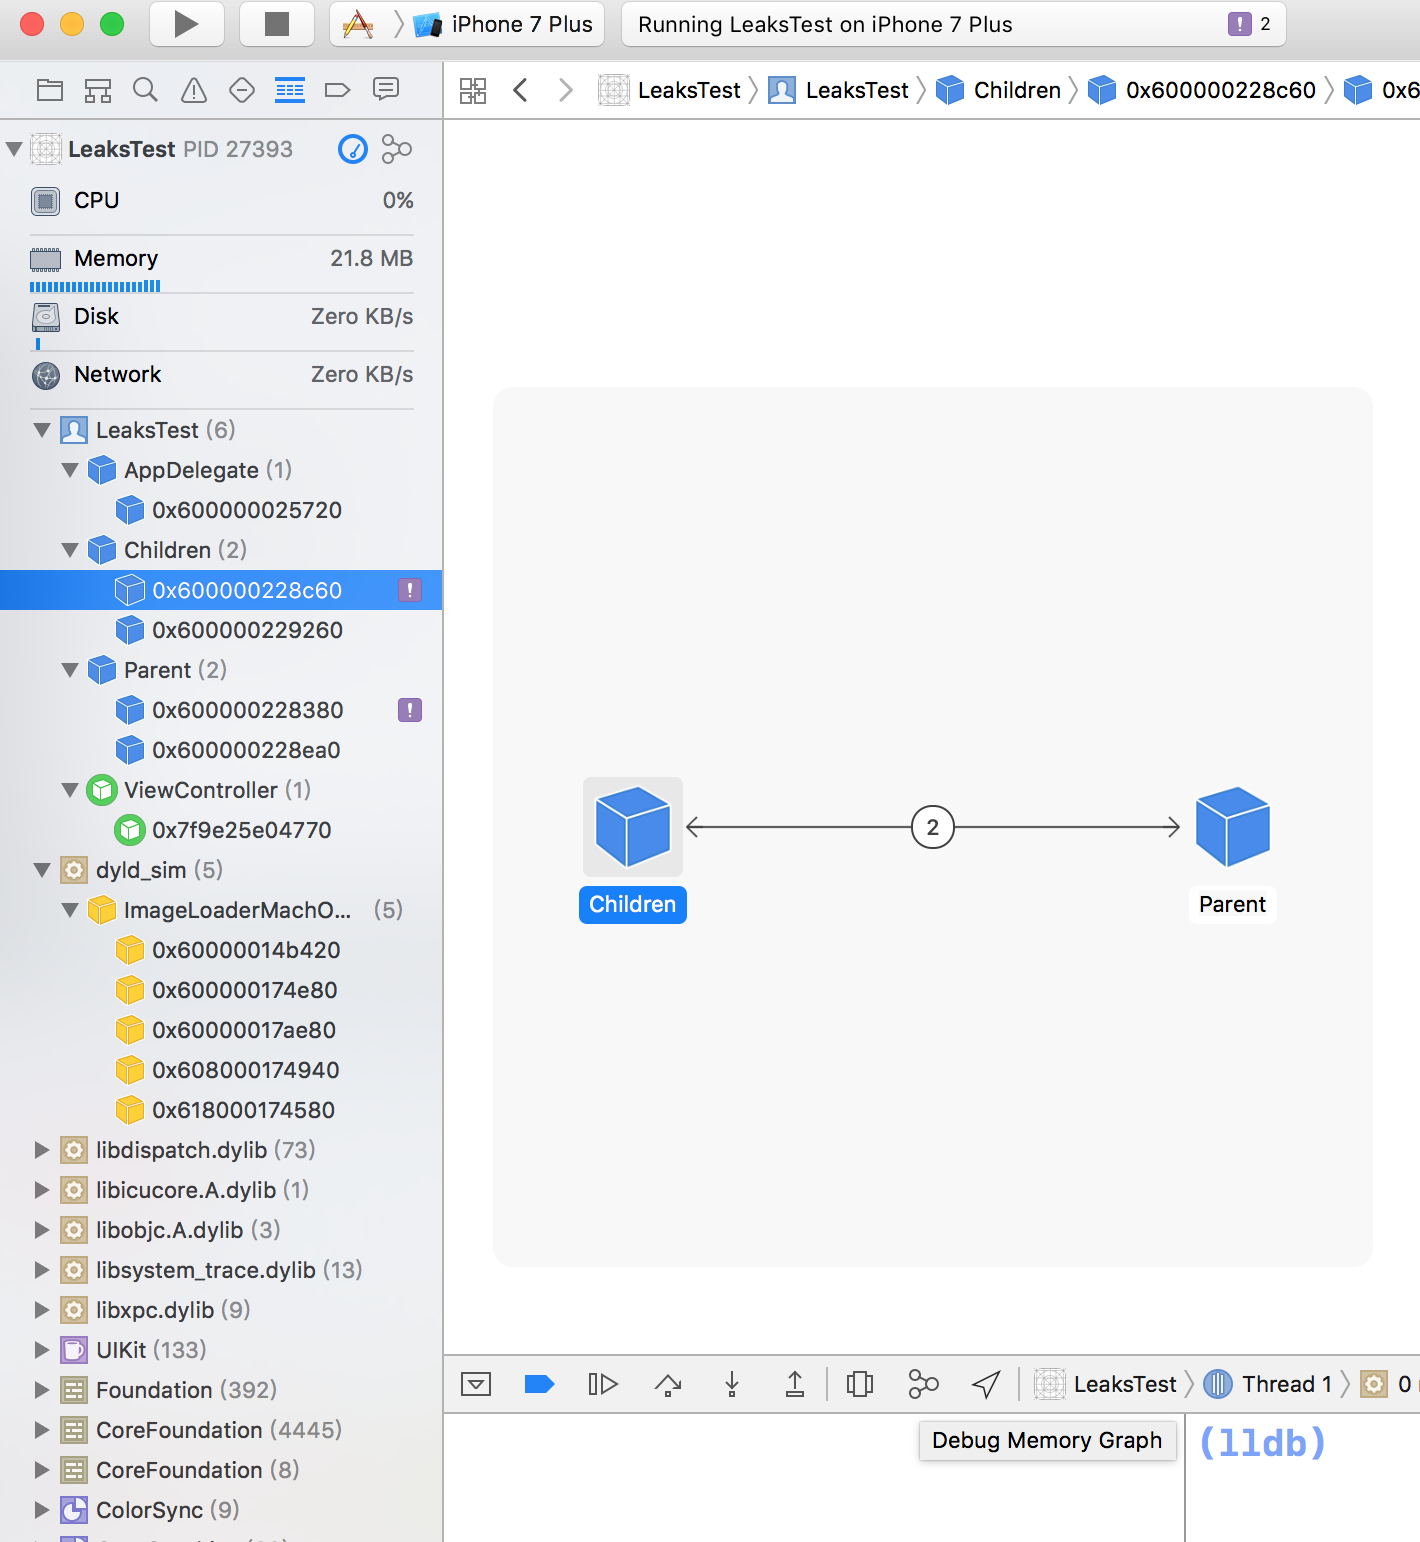 iPhone 7 Plus
Running LeaksTest on iPhone 7 Plus
2
LeaksTest
LeaksTest
Children
0x600000228c60
0x6
LeaksTest PID 27393
CPU 0%
Memory 21.8 MB
Disk Zero KB/s
Network Zero KB/s
LeaksTest (6)
AppDelegate (1)
0x600000025720
Children (2)
0x600000228c60
0x600000229260
Parent (2)
0x600000228380
0x600000228ea0
ViewController (1)
0x7f9e25e04770
dyld_sim (5)
ImageLoaderMachO... (5)
0x60000014b420
0x600000174e80
0x60000017ae80
0x608000174940
0x618000174580
libdispatch.dylib (73)
libicucore.A.dylib (1)
libobjc.A.dylib (3)
libsystem_trace.dylib (13)
libxpc.dylib (9)
UIKit (133)
Foundation (392)
CoreFoundation (4445)
CoreFoundation (8)
ColorSync (9)
2
Children
Parent
LeaksTest
Thread 1
0
Debug Memory Graph
(lldb)